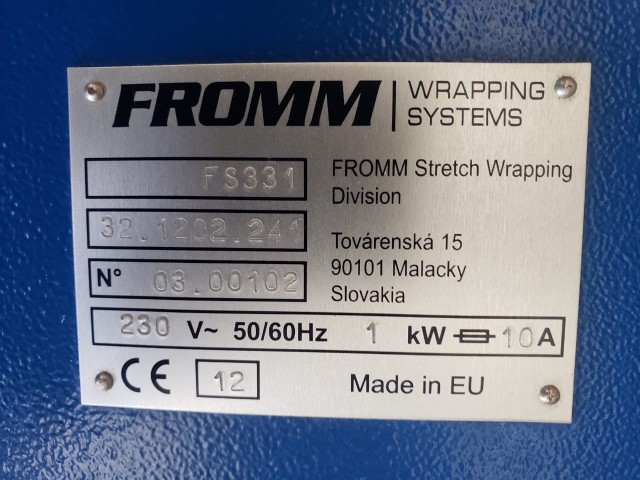 FROMM WRAPPING SYSTEMS
FS331
32.1202.241
N° 03.00102
FROMM Stretch Wrapping
Division
Továrenská 15
90101 Malacky
Slovakia
230 V~ 50/60Hz 1 kW 10 A
CE 12 Made in EU